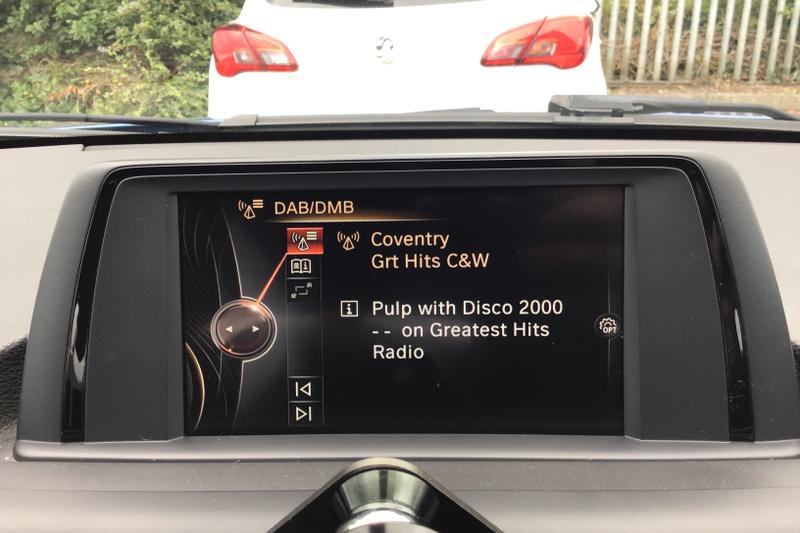 DAB/DMB
Coventry
Grt Hits C&W
Pulp with Disco 2000
-- on Greatest Hits
Radio
OPT